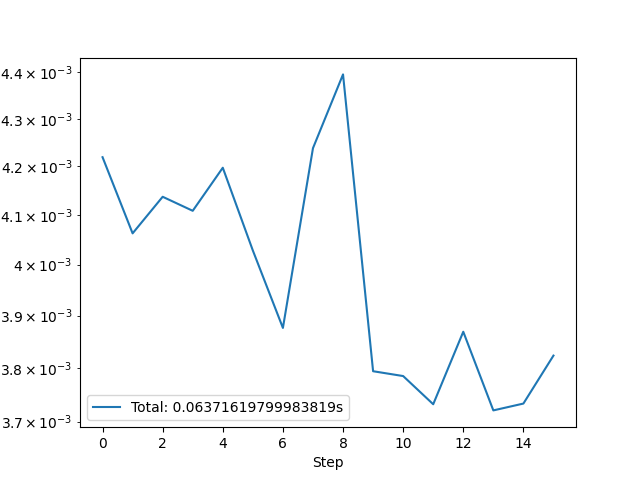 4.4 × 10⁻³
4.3 × 10⁻³
4.2 × 10⁻³
4.1 × 10⁻³
4 × 10⁻³
3.9 × 10⁻³
3.8 × 10⁻³
3.7 × 10⁻³
Total: 0.06371619799983819s
0 2 4 6 8 10 12 14
Step